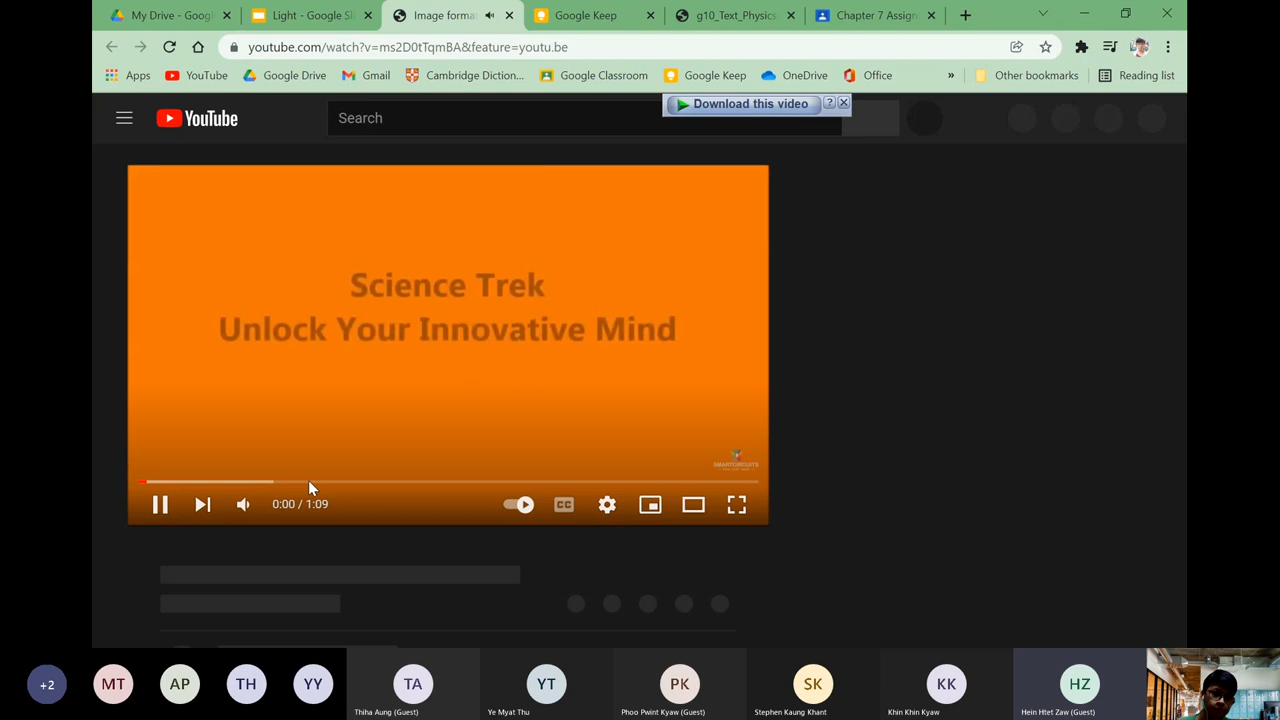 My Drive - Goog
Light - Google Sli
Image forma
Google Keep
g10_Text_Physic
Chapter 7 Assign
youtube.com/watch?v=ms2D0tTqmBA&feature=youtu.be
Apps
YouTube
Google Drive
Gmail
Cambridge Diction...
Google Classroom
Google Keep
OneDrive
Office
»
Other bookmarks
Reading list
Download this video
?
YouTube
Search
Science Trek
Unlock Your Innovative Mind
SMARTCIRCUITS
0:00 / 1:09
CC
+2
MT
AP
TH
YY
TA
YT
PK
SK
KK
HZ
Thiha Aung (Guest)
Ye Myat Thu
Phoo Pwint Kyaw (Guest)
Stephen Kaung Khant
Khin Khin Kyaw
Hein Htet Zaw (Guest)